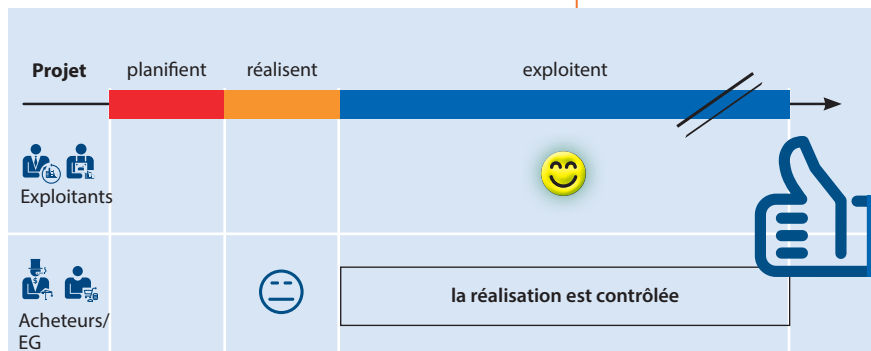 Projet planifient réalisent exploitent
Exploitants
la réalisation est contrôlée
Acheteurs/
EG